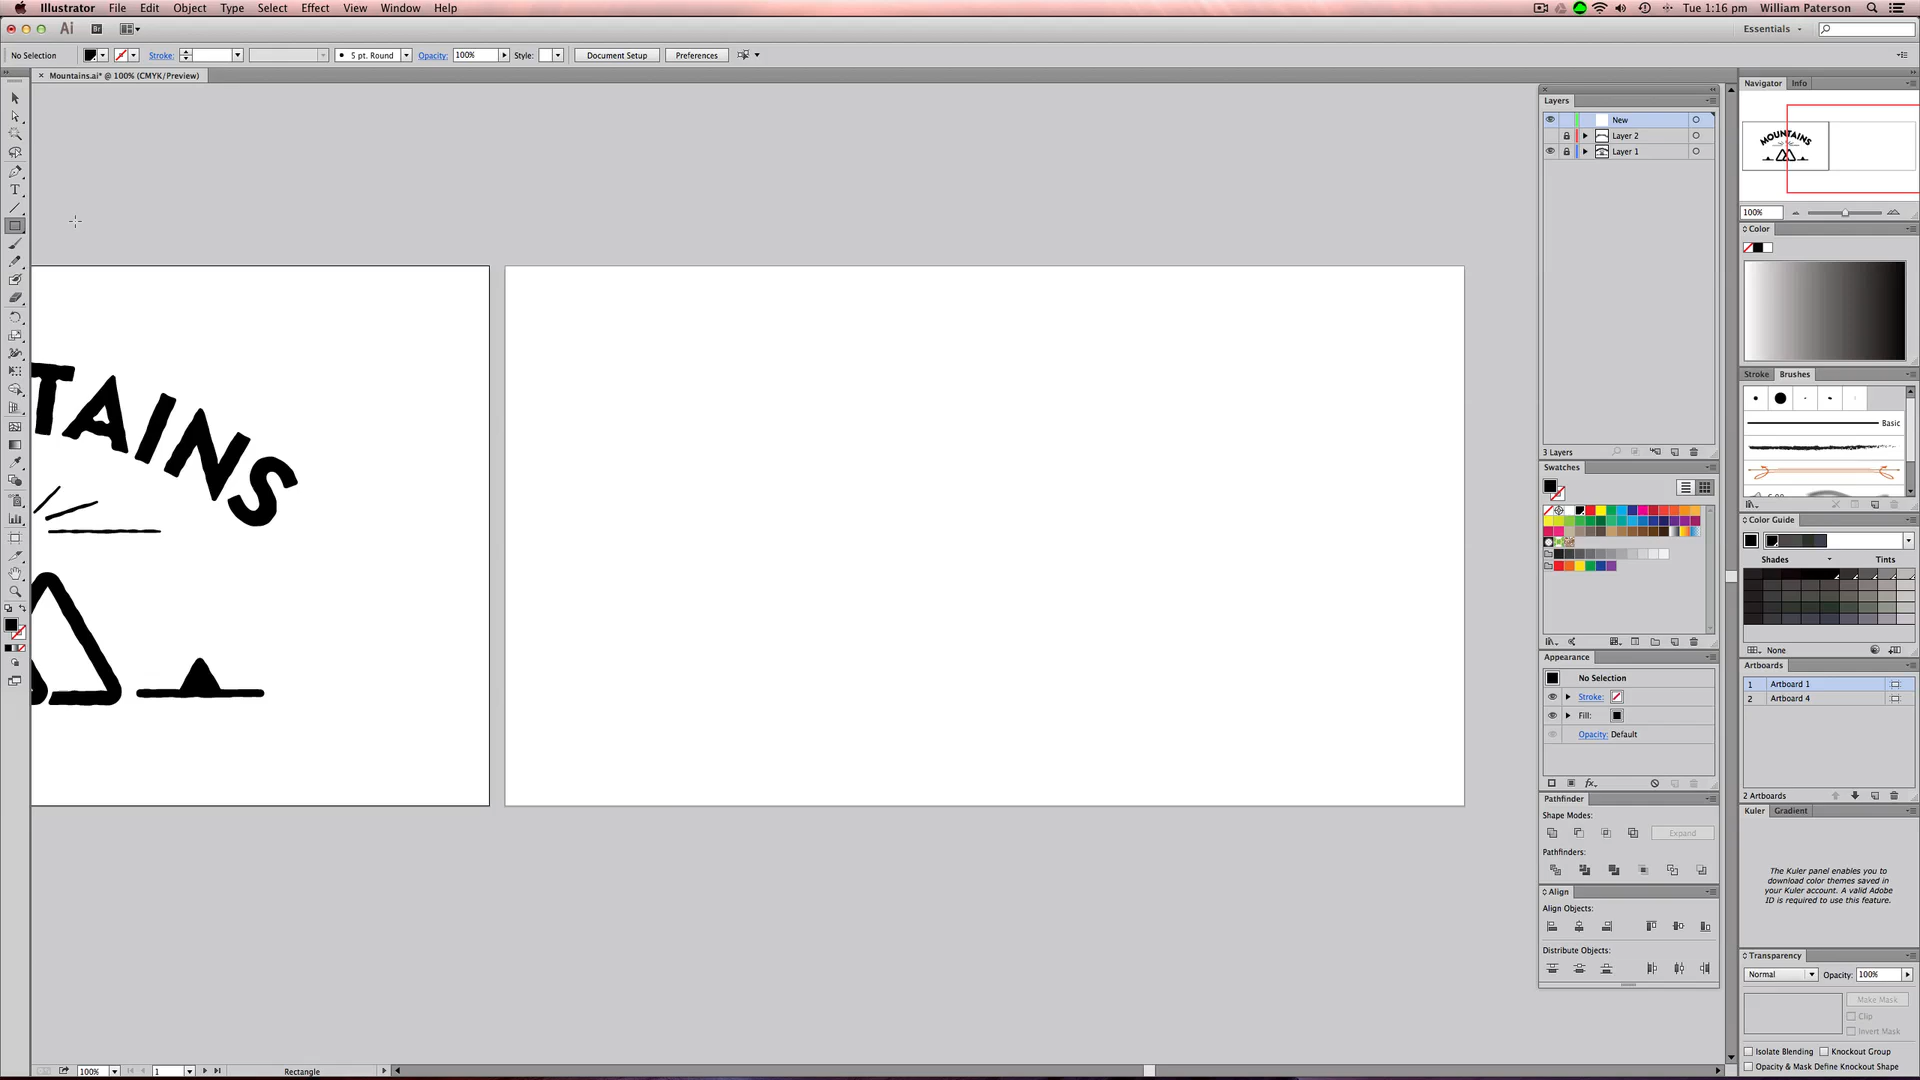 Illustrator File Edit Object Type Select Effect View Window Help
Tue 1:16 pm William Paterson
Ai Br Essentials
No Selection Stroke: 5 pt. Round Opacity: 100% Style: Document Setup Preferences
Mountains.ai* @ 100% (CMYK/Preview)
Layers
New
Layer 2
Layer 1
3 Layers
Navigator Info
MOUNTAINS
100%
Color
Stroke Brushes
Basic
Swatches
Color Guide
Shades Tints
None
Appearance
No Selection
Stroke:
Fill:
Opacity: Default
Artboards
1 Artboard 1
2 Artboard 4
2 Artboards
Pathfinder
Shape Modes:
Expand
Pathfinders:
Kuler Gradient
The Kuler panel enables you to
download color themes saved in
your Kuler account. A valid Adobe
ID is required to use this feature.
Align
Align Objects:
Distribute Objects:
Transparency
Normal Opacity: 100%
Make Mask
Clip
Invert Mask
Isolate Blending Knockout Group
Opacity & Mask Define Knockout Shape
TAINS
T
fx
100% 1 Rectangle